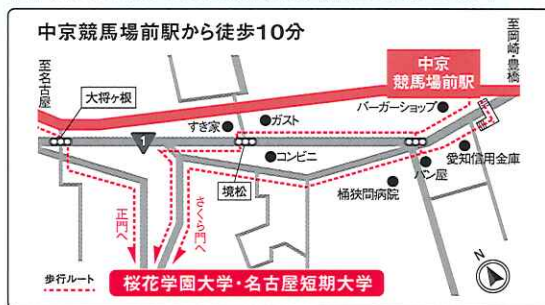 中京競馬場前駅から徒歩10分
至名古屋
至岡崎・豊橋
中京
競馬場前駅
大将ヶ根
バーガーショップ
すき家
ガスト
1
コンビニ
愛知信用金庫
境松
パン屋
桶狭間病院
正門へ
さくら門へ
N
歩行ルート
桜花学園大学・名古屋短期大学